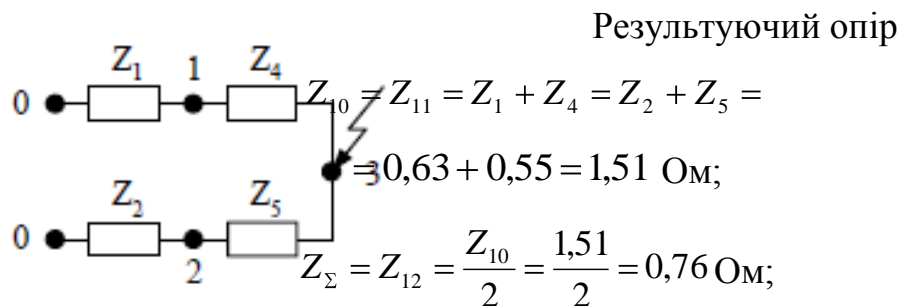 Результуючий опір
Z₁ 1 Z₄
0 Z₁₀ = Z₁₁ = Z₁ + Z₄ = Z₂ + Z₅ =
= 0,63 + 0,55 = 1,51 Ом;
3
Z₂ Z₅
0 2
Z_Σ = Z₁₂ = Z₁₀/2 = 1,51/2 = 0,76 Ом;